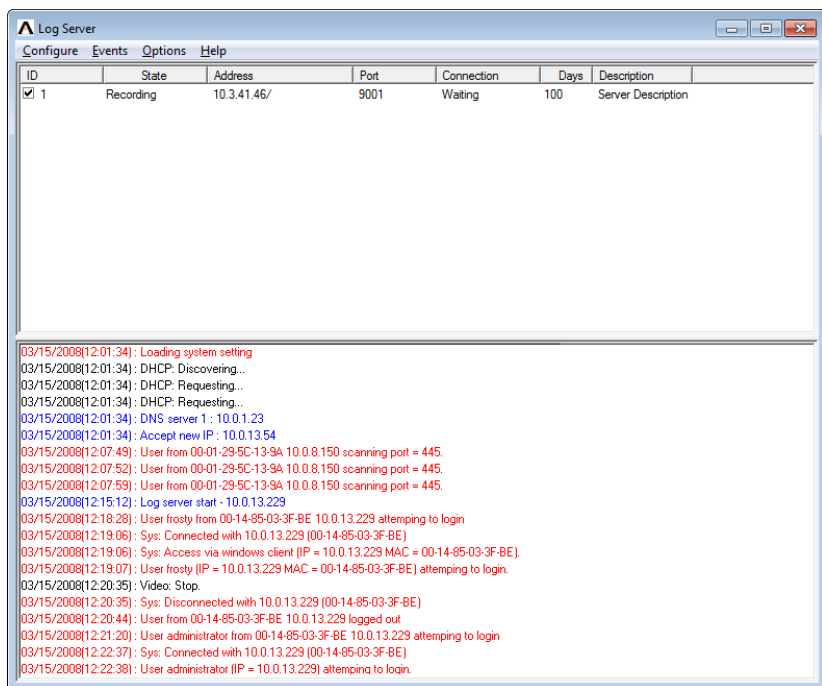 Log Server
Configure Events Options Help
ID State Address Port Connection Days Description
1 Recording 10.3.41.46/ 9001 Waiting 100 Server Description
03/15/2008(12:01:34) : Loading system setting
03/15/2008(12:01:34) : DHCP: Discovering...
03/15/2008(12:01:34) : DHCP: Requesting...
03/15/2008(12:01:34) : DHCP: Requesting...
03/15/2008(12:01:34) : DNS server 1 : 10.0.1.23
03/15/2008(12:01:34) : Accept new IP : 10.0.13.54
03/15/2008(12:07:49) : User from 00-01-29-5C-13-9A 10.0.8.150 scanning port = 445.
03/15/2008(12:07:52) : User from 00-01-29-5C-13-9A 10.0.8.150 scanning port = 445.
03/15/2008(12:07:59) : User from 00-01-29-5C-13-9A 10.0.8.150 scanning port = 445.
03/15/2008(12:15:12) : Log server start - 10.0.13.229
03/15/2008(12:18:28) : User frosty from 00-14-85-03-3F-BE 10.0.13.229 attemping to login
03/15/2008(12:19:06) : Sys: Connected with 10.0.13.229 (00-14-85-03-3F-BE)
03/15/2008(12:19:06) : Sys: Access via windows client (IP = 10.0.13.229 MAC = 00-14-85-03-3F-BE).
03/15/2008(12:19:07) : User frosty (IP = 10.0.13.229 MAC = 00-14-85-03-3F-BE) attemping to login.
03/15/2008(12:20:35) : Video: Stop.
03/15/2008(12:20:35) : Sys: Disconnected with 10.0.13.229 (00-14-85-03-3F-BE)
03/15/2008(12:20:44) : User from 00-14-85-03-3F-BE 10.0.13.229 logged out
03/15/2008(12:21:20) : User administrator from 00-14-85-03-3F-BE 10.0.13.229 attemping to login
03/15/2008(12:22:37) : Sys: Connected with 10.0.13.229 (00-14-85-03-3F-BE)
03/15/2008(12:22:38) : User administrator (IP = 10.0.13.229) attemping to login.